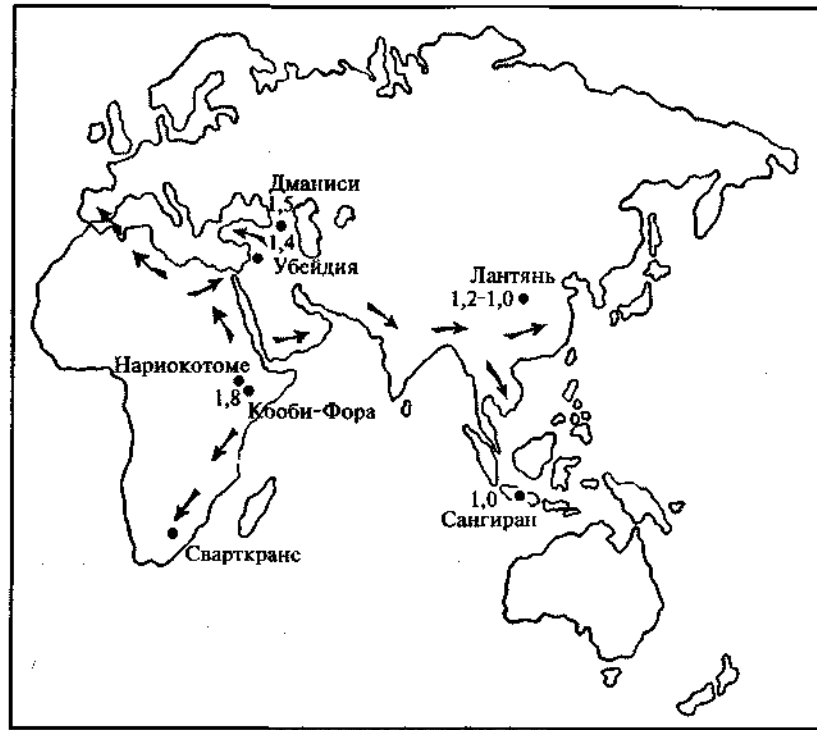 Дманиси
1,5
1,4
Убейдия
Лантянь
1,2-1,0
Нариокотоме
1,8
Кооби-Фора
1,0
Сангиран
Сварткранс